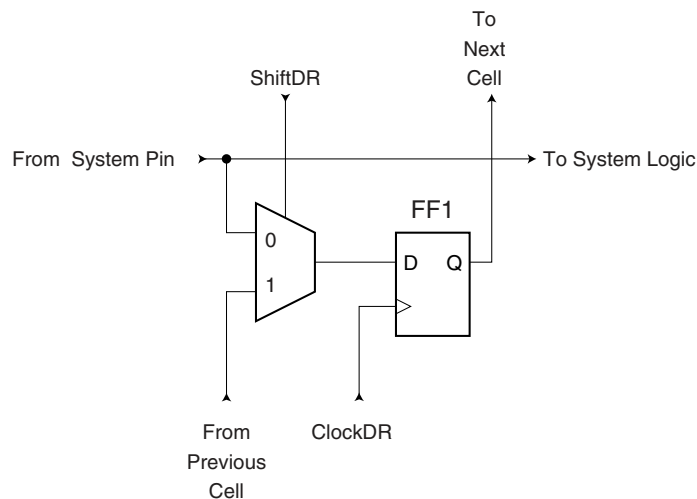 To
Next
Cell
ShiftDR
From System Pin
To System Logic
FF1
0
D Q
1
From
Previous
Cell
ClockDR